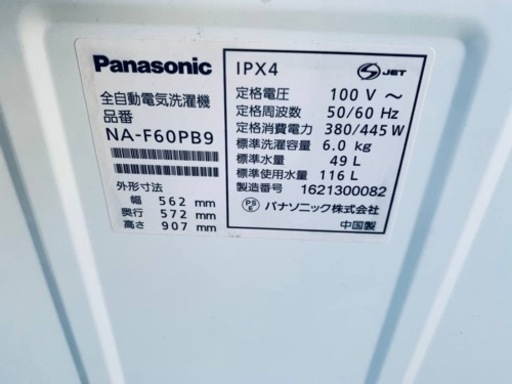 Panasonic
全自動電気洗濯機
品番
NA-F60PB9
外形寸法
幅 562 mm
奥行 572 mm
高さ 907 mm
IPX4
S JET
定格電圧 100 V ～
定格周波数 50/60 Hz
定格消費電力 380/445 W
標準洗濯容量 6.0 kg
標準水量 49 L
標準使用水量 116 L
製造番号 1621300082
PS E パナソニック株式会社
中国製